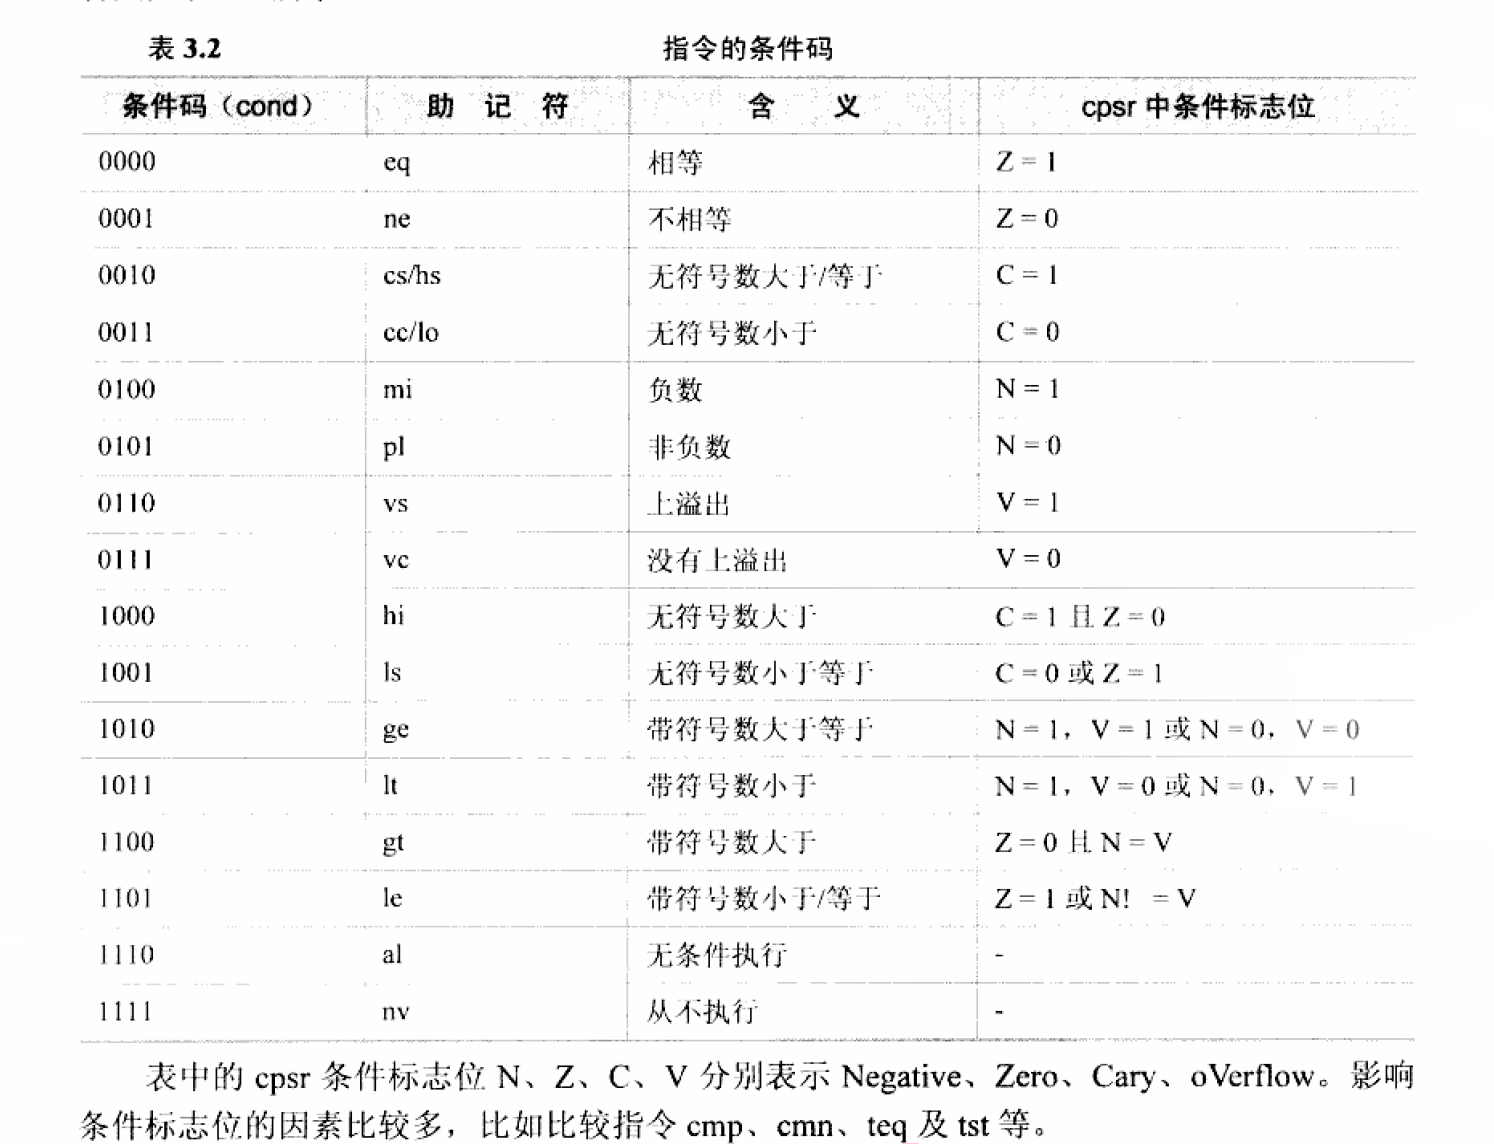 表 3.2 指令的条件码
条件码（cond） 助 记 符 含 义 cpsr 中条件标志位
0000 eq 相等 Z = 1
0001 ne 不相等 Z = 0
0010 cs/hs 无符号数大于/等于 C = 1
0011 cc/lo 无符号数小于 C = 0
0100 mi 负数 N = 1
0101 pl 非负数 N = 0
0110 vs 上溢出 V = 1
0111 vc 没有上溢出 V = 0
1000 hi 无符号数大于 C = 1 且 Z = 0
1001 ls 无符号数小于等于 C = 0 或 Z = 1
1010 ge 带符号数大于等于 N = 1，V = 1 或 N = 0，V = 0
1011 lt 带符号数小于 N = 1，V = 0 或 N = 0，V = 1
1100 gt 带符号数大于 Z = 0 且 N = V
1101 le 带符号数小于/等于 Z = 1 或 N! = V
1110 al 无条件执行 -
1111 nv 从不执行 -
表中的 cpsr 条件标志位 N、Z、C、V 分别表示 Negative、Zero、Cary、oVerflow。影响
条件标志位的因素比较多，比如比较指令 cmp、cmn、teq 及 tst 等。